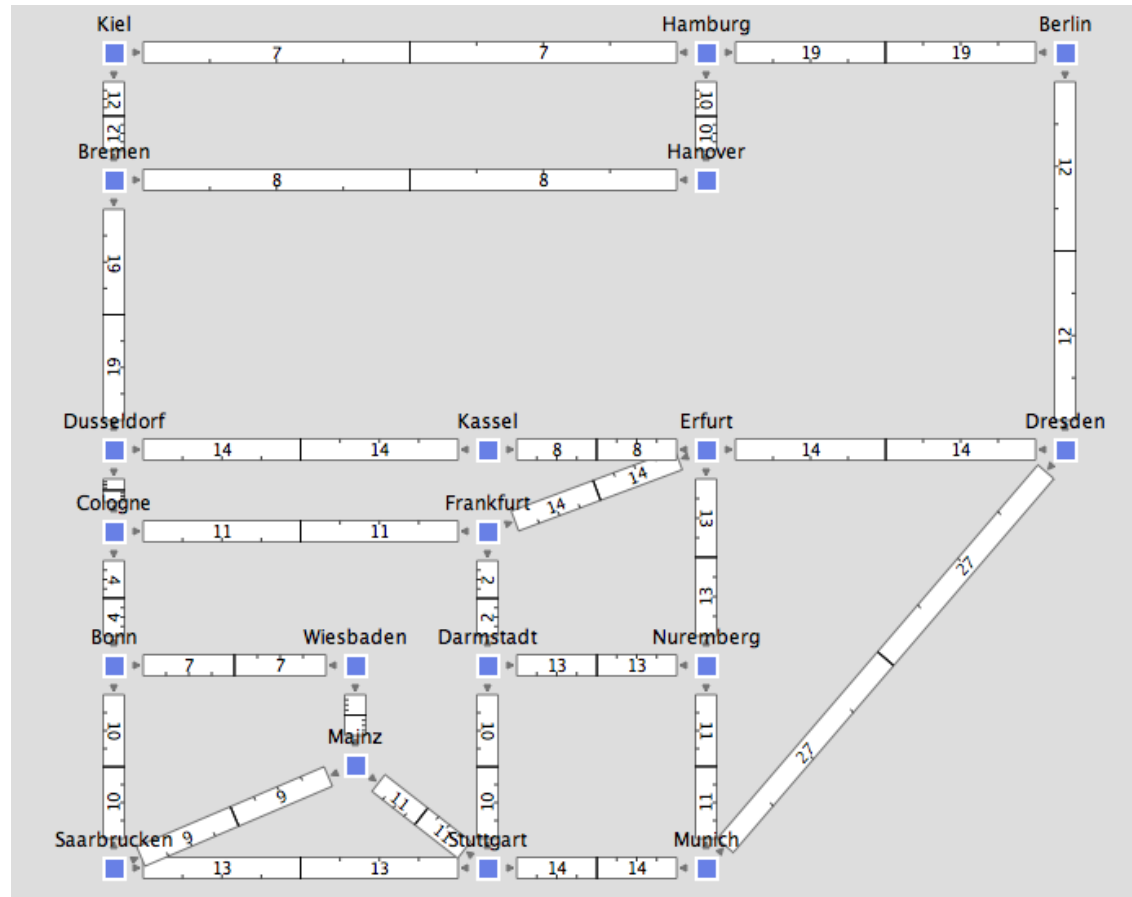 Kiel Hamburg Berlin
7 7 19 19
12 10
12 10 12
Bremen Hanover
8 8
19 12
19
Dusseldorf Kassel Erfurt Dresden
14 14 8 8 14 14
14 14
Cologne Frankfurt
11 11 13
4 2 27
4 2 13
Bonn Wiesbaden Darmstadt Nuremberg
7 7 13 13
10 10 11
Mainz 27
9 9 11 11
10 10 11
Saarbrucken Stuttgart Munich
13 13 14 14